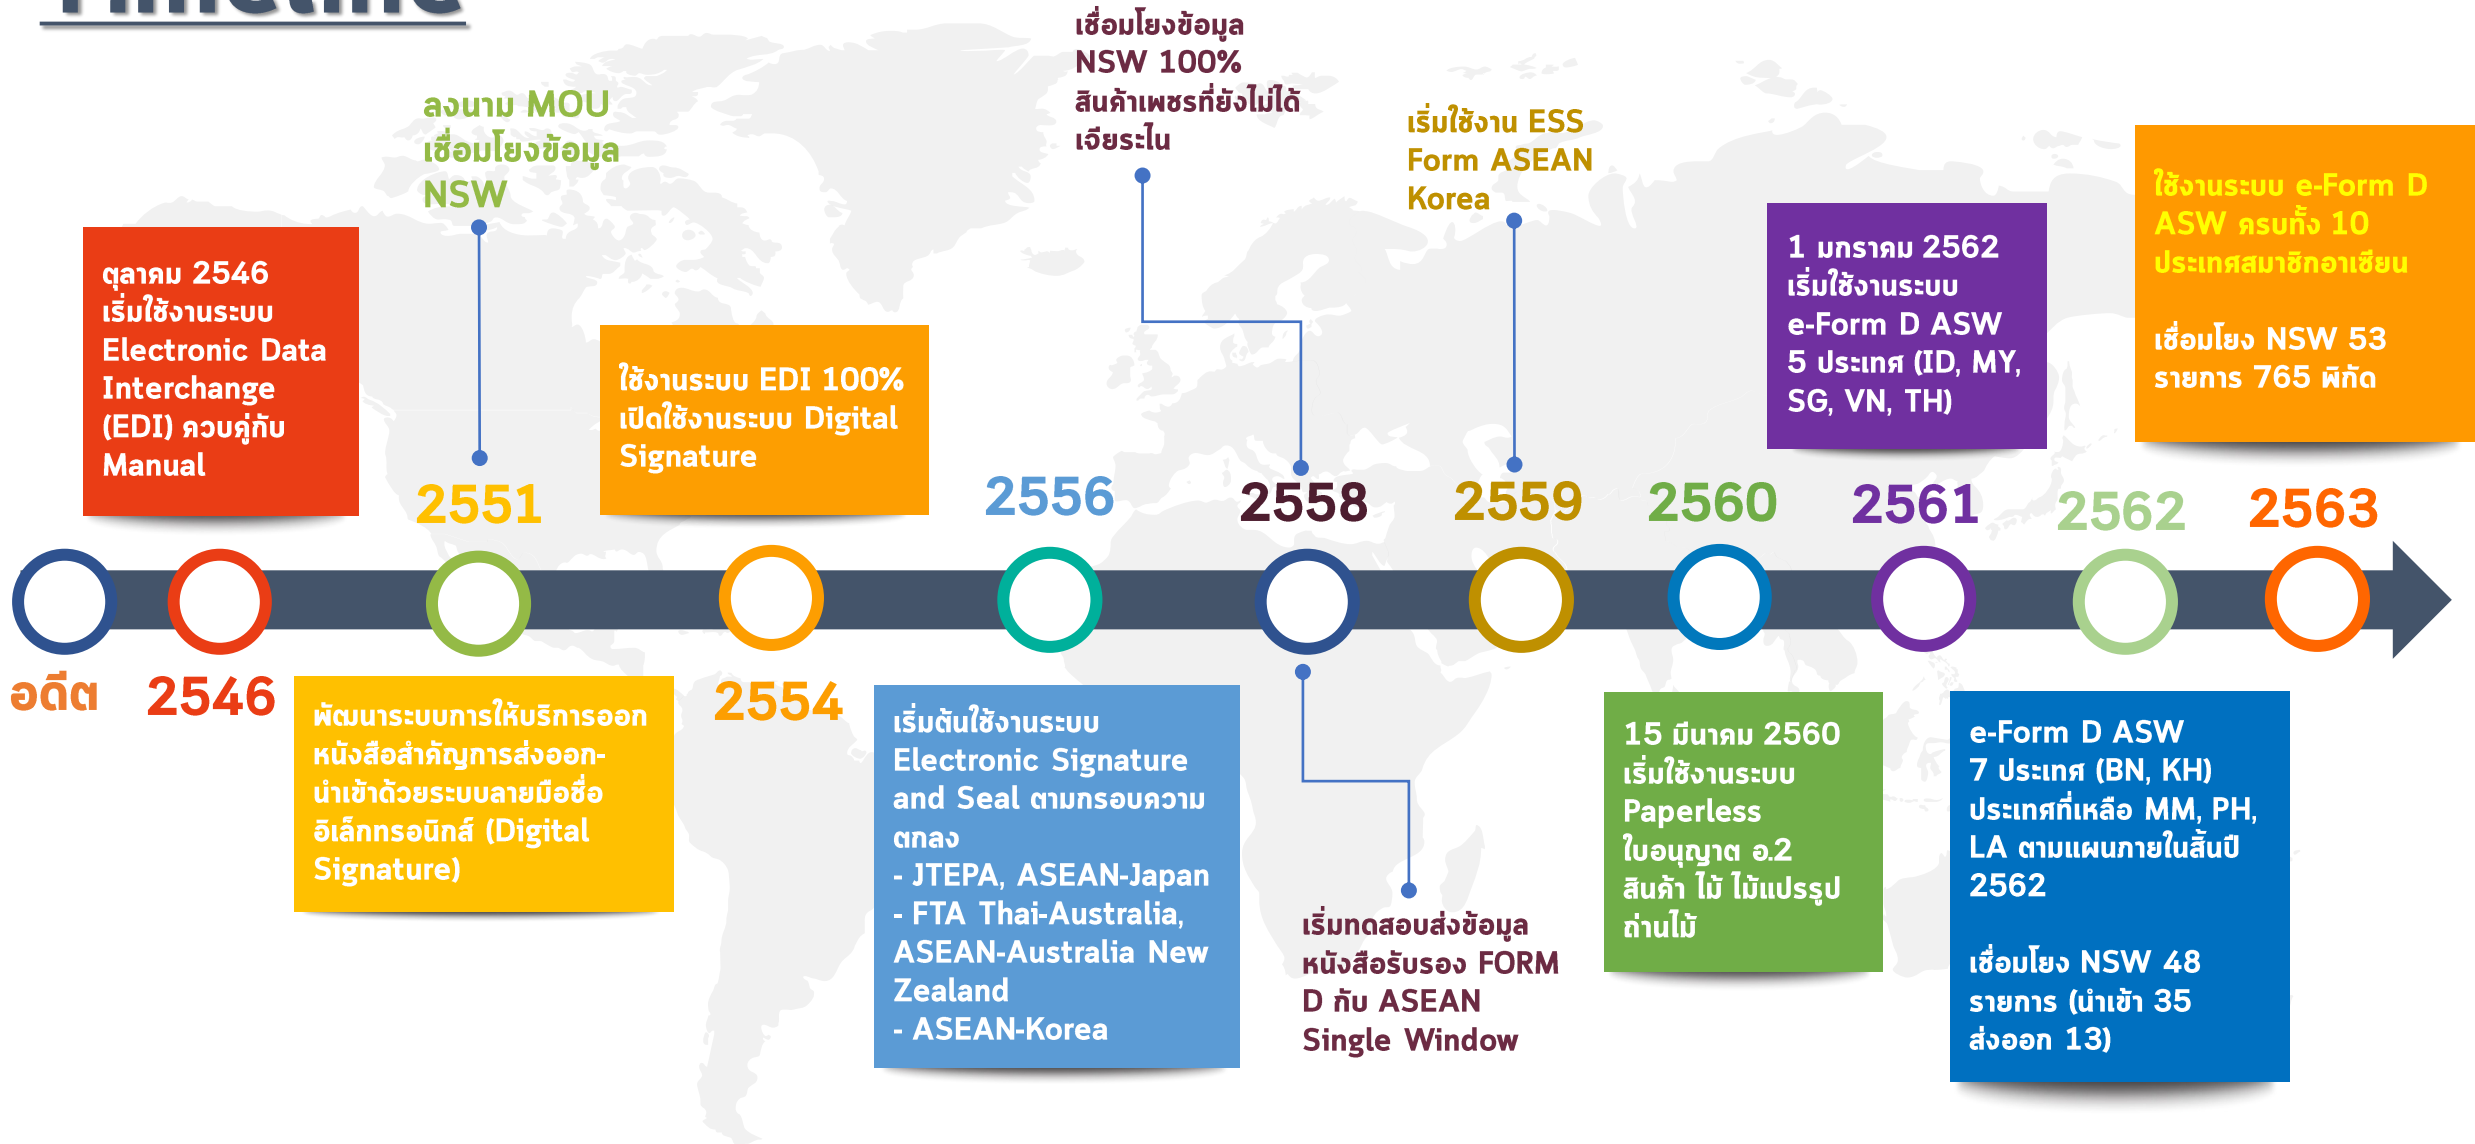 Timeline
อดีต
2546
ตุลาคม 2546
เริ่มใช้งานระบบ
Electronic Data
Interchange
(EDI) ควบคู่กับ
Manual
ลงนาม MOU
เชื่อมโยงข้อมูล
NSW
2551
พัฒนาระบบการให้บริการออก
หนังสือสำคัญการส่งออก-
นำเข้าด้วยระบบลายมือชื่อ
อิเล็กทรอนิกส์ (Digital
Signature)
ใช้งานระบบ EDI 100%
เปิดใช้งานระบบ Digital
Signature
2554
2556
เริ่มต้นใช้งานระบบ
Electronic Signature
and Seal ตามกรอบความ
ตกลง
- JTEPA, ASEAN-Japan
- FTA Thai-Australia,
ASEAN-Australia New
Zealand
- ASEAN-Korea
เชื่อมโยงข้อมูล
NSW 100%
สินค้าเพชรที่ยังไม่ได้
เจียระไน
2558
เริ่มทดสอบส่งข้อมูล
หนังสือรับรอง FORM
D กับ ASEAN
Single Window
เริ่มใช้งาน ESS
Form ASEAN
Korea
2559
2560
15 มีนาคม 2560
เริ่มใช้งานระบบ
Paperless
ใบอนุญาต อ.2
สินค้า ไม้ ไม้แปรรูป
ถ่านไม้
1 มกราคม 2562
เริ่มใช้งานระบบ
e-Form D ASW
5 ประเทศ (ID, MY,
SG, VN, TH)
2561
2562
e-Form D ASW
7 ประเทศ (BN, KH)
ประเทศที่เหลือ MM, PH,
LA ตามแผนภายในสิ้นปี
2562
เชื่อมโยง NSW 48
รายการ (นำเข้า 35
ส่งออก 13)
ใช้งานระบบ e-Form D
ASW ครบทั้ง 10
ประเทศสมาชิกอาเซียน
เชื่อมโยง NSW 53
รายการ 765 พิกัด
2563